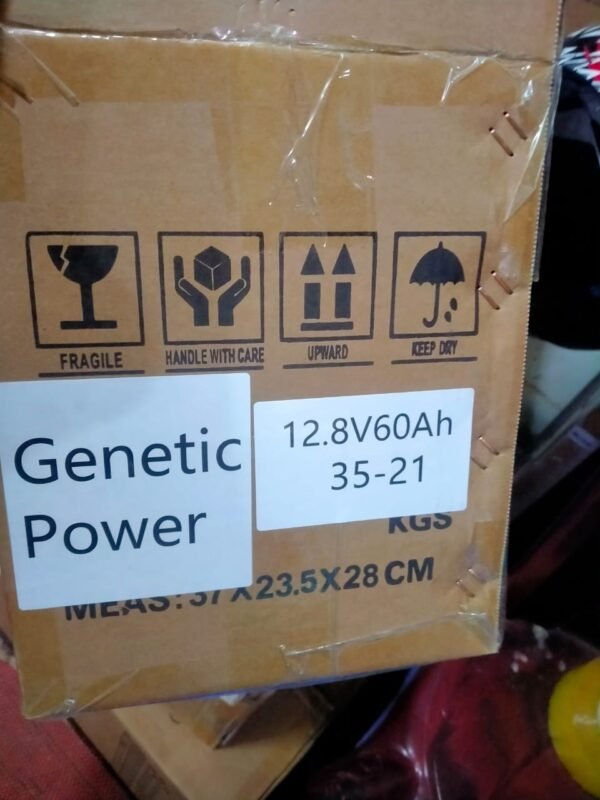 FRAGILE
HANDLE WITH CARE
UPWARD
KEEP DRY
Genetic
Power
12.8V60Ah
35-21
KGS
MEAS: 37X23.5X28 CM